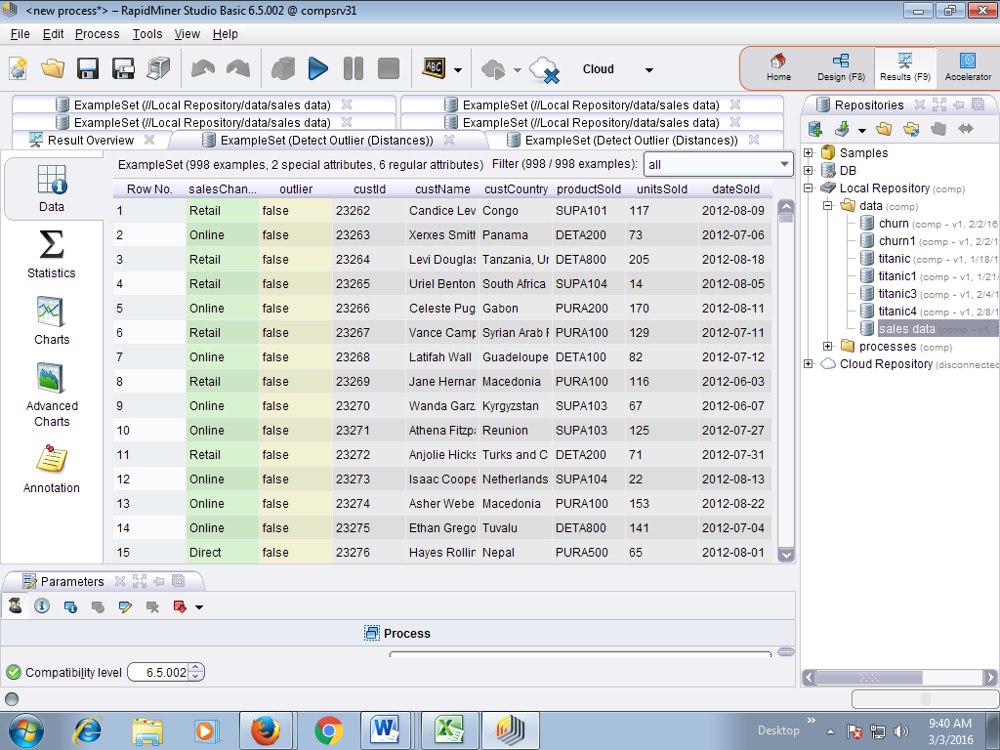 <new process*> – RapidMiner Studio Basic 6.5.002 @ compsrv31
File Edit Process Tools View Help
ABC Cloud Home Design (F8) Results (F9) Accelerator
ExampleSet (//Local Repository/data/sales data) ExampleSet (//Local Repository/data/sales data)
ExampleSet (//Local Repository/data/sales data) ExampleSet (//Local Repository/data/sales data)
Result Overview ExampleSet (Detect Outlier (Distances)) ExampleSet (Detect Outlier (Distances))
ExampleSet (998 examples, 2 special attributes, 6 regular attributes) Filter (998 / 998 examples): all
Row No. salesChan... outlier custId custName custCountry productSold unitsSold dateSold
1 Retail false 23262 Candice Lev Congo SUPA101 117 2012-08-09
2 Online false 23263 Xerxes Smith Panama DETA200 73 2012-07-06
3 Retail false 23264 Levi Douglas Tanzania, Un DETA800 205 2012-08-18
4 Retail false 23265 Uriel Benton South Africa SUPA104 14 2012-08-05
5 Online false 23266 Celeste Pug Gabon PURA200 170 2012-08-11
6 Retail false 23267 Vance Camp Syrian Arab PURA100 129 2012-07-11
7 Online false 23268 Latifah Wall Guadeloupe DETA100 82 2012-07-12
8 Retail false 23269 Jane Hernan Macedonia PURA100 116 2012-06-03
9 Online false 23270 Wanda Garz Kyrgyzstan SUPA103 67 2012-06-07
10 Online false 23271 Athena Fitzp Reunion SUPA103 125 2012-07-27
11 Retail false 23272 Anjolie Hicks Turks and C DETA200 71 2012-07-31
12 Online false 23273 Isaac Coope Netherlands SUPA104 22 2012-08-13
13 Online false 23274 Asher Weber Macedonia PURA100 153 2012-08-22
14 Online false 23275 Ethan Grego Tuvalu DETA800 141 2012-07-04
15 Direct false 23276 Hayes Rollin Nepal PURA500 65 2012-08-01
Data
Statistics
Charts
Advanced
Charts
Annotation
Repositories
Samples
DB
Local Repository (comp)
data (comp)
churn (comp – v1, 2/2/16
churn1 (comp – v1, 2/2/1
titanic (comp – v1, 1/18/1
titanic1 (comp – v1, 1/21/
titanic3 (comp – v1, 2/4/1
titanic4 (comp – v1, 2/8/1
sales data (comp – v1,
processes (comp)
Cloud Repository (disconnected
Parameters
Process
Compatibility level 6.5.002
Desktop » 9:40 AM
3/3/2016